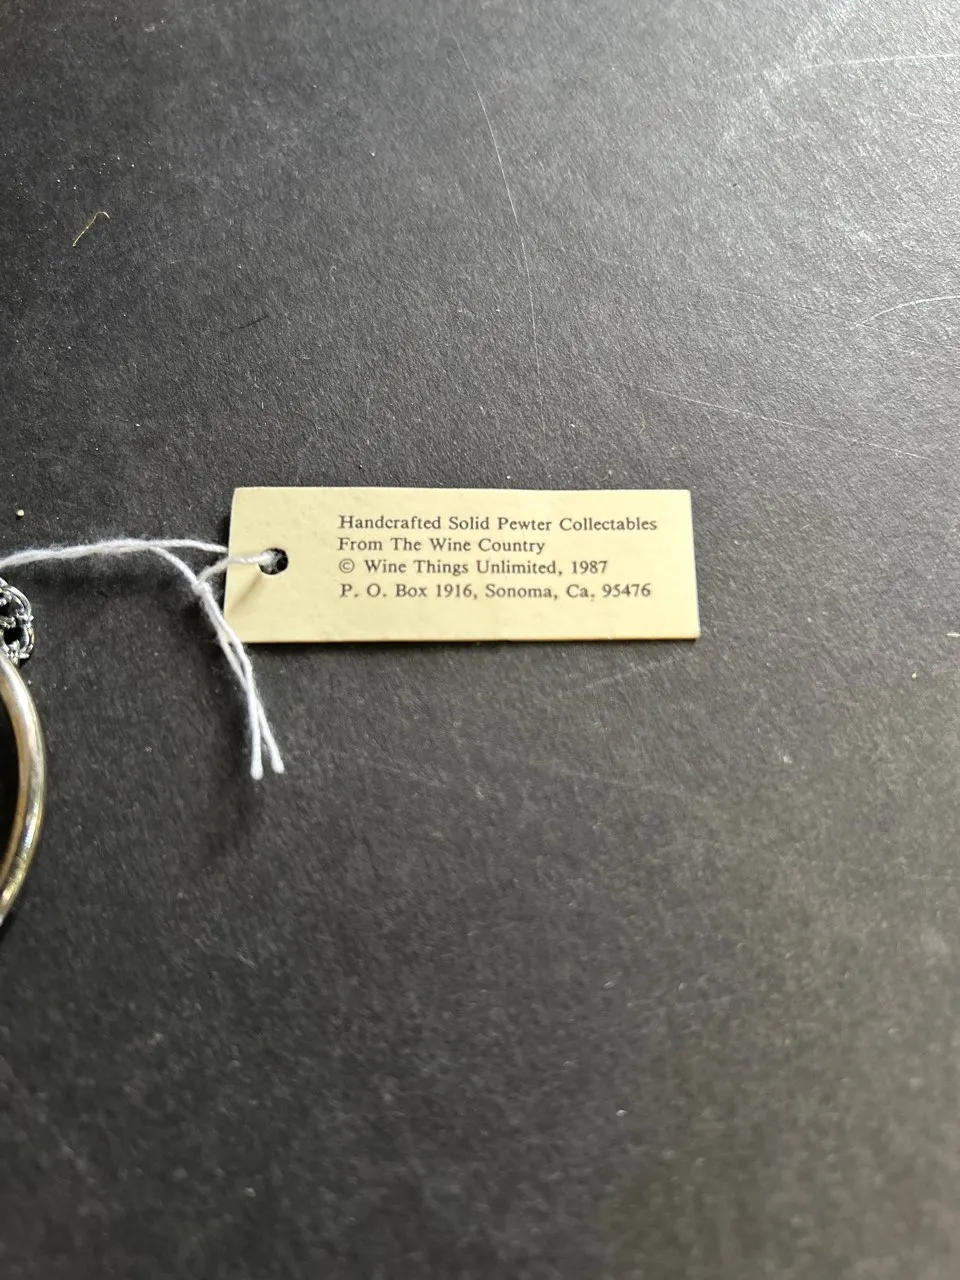 Handcrafted Solid Pewter Collectables
From The Wine Country
© Wine Things Unlimited, 1987
P. O. Box 1916, Sonoma, Ca. 95476